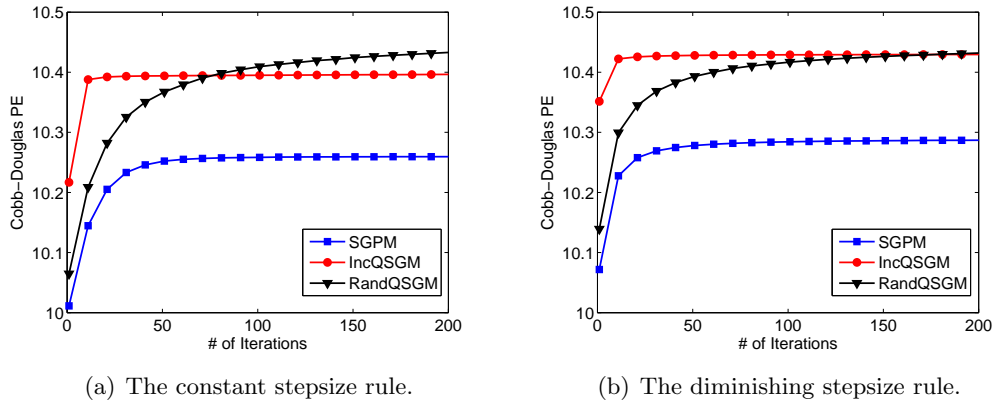 10.5
10.4
10.3
10.2
10.1
10
0
50
100
150
200
Cobb–Douglas PE
# of Iterations
SGPM
IncQSGM
RandQSGM
(a) The constant stepsize rule.
10.5
10.4
10.3
10.2
10.1
10
0
50
100
150
200
Cobb–Douglas PE
# of Iterations
SGPM
IncQSGM
RandQSGM
(b) The diminishing stepsize rule.